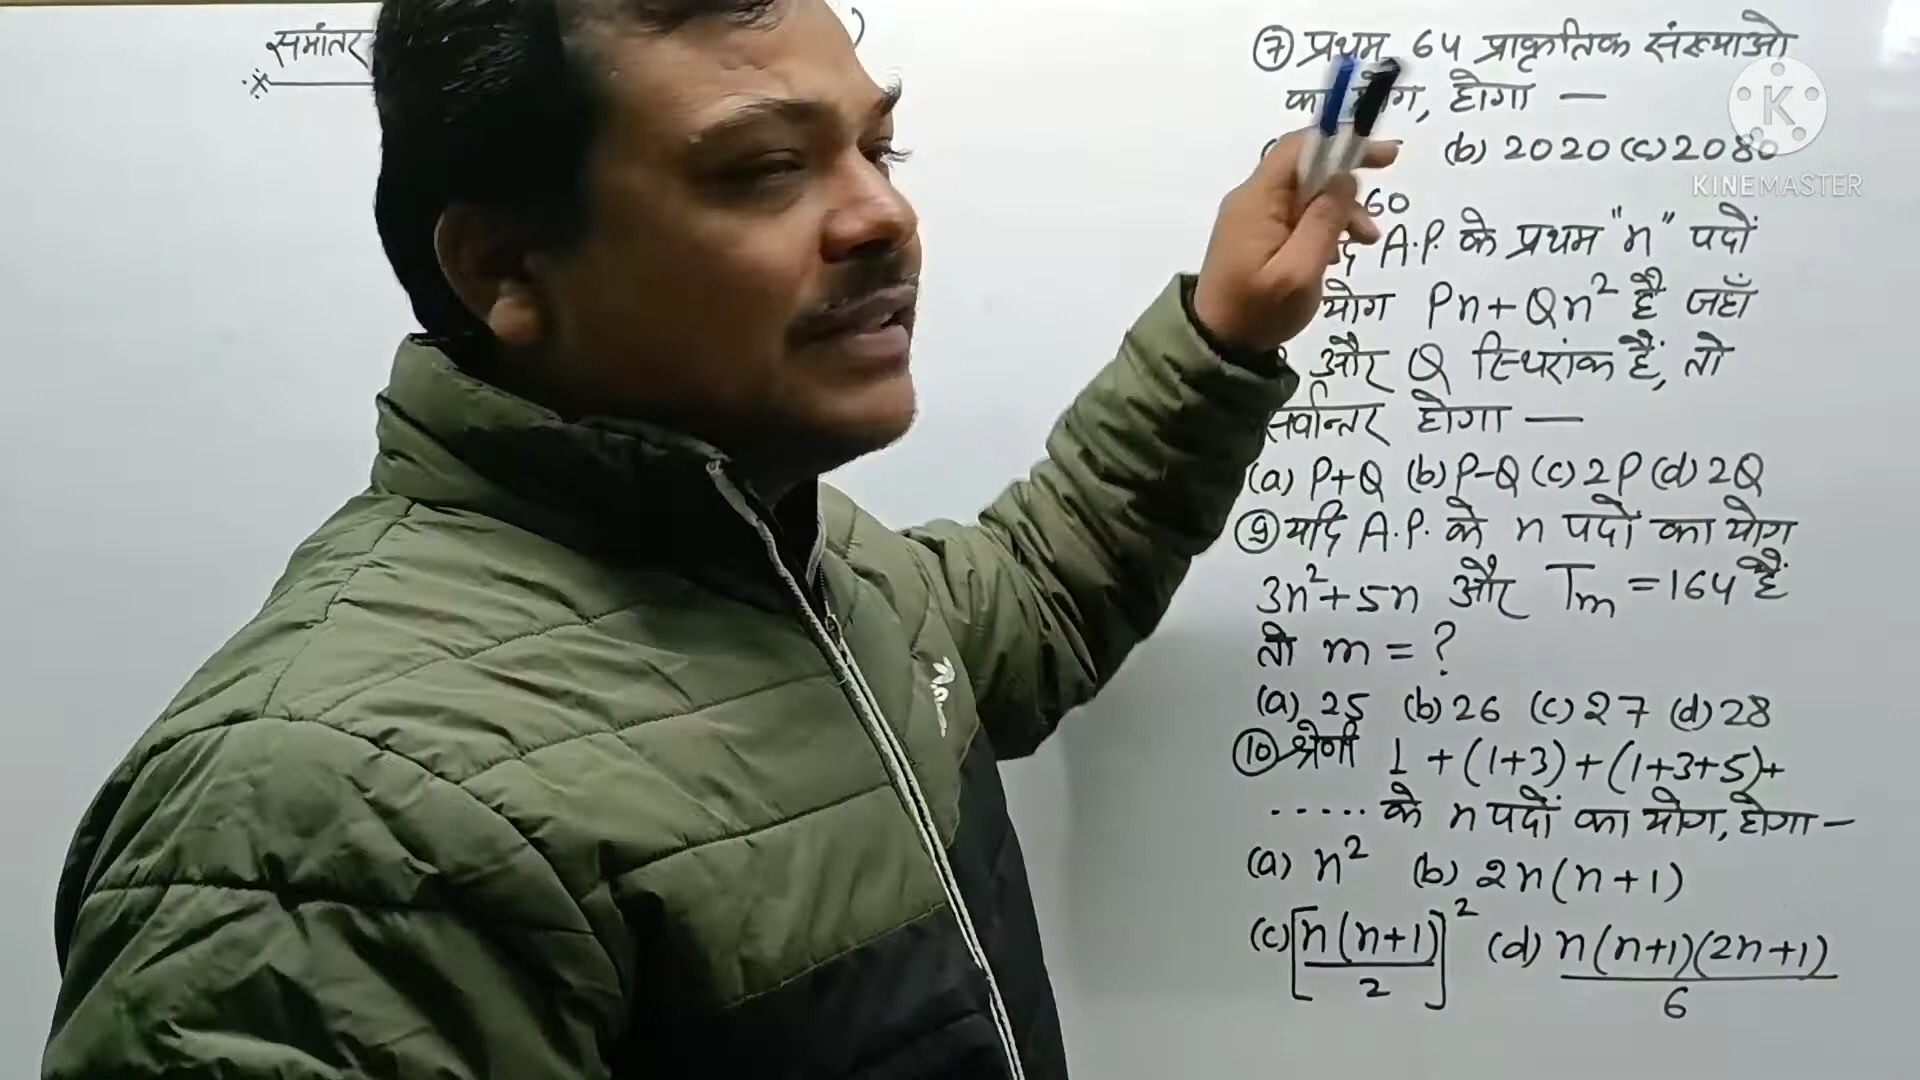 समांतर
⑦ प्रथम 64 प्राकृतिक संख्याओ
का योग, होगा —
(b) 2020 (c) 2080
60
A.P. के प्रथम "n" पदों
योग Pn+Qn² है जहाँ
और Q स्थिरांक हैं, तो
सर्वान्तर होगा —
(a) P+Q (b) P-Q (c) 2P (d) 2Q
⑨ यदि A.P. के n पदों का योग
3n²+5n और Tm = 164 है
तो m = ?
(a) 25 (b) 26 (c) 27 (d) 28
⑩ श्रेणी 1 + (1+3) + (1+3+5)+
..... के n पदों का योग, होगा –
(a) n² (b) 2n(n+1)
(c) [n(n+1)/2]² (d) n(n+1)(2n+1)/6
K
KINEMASTER